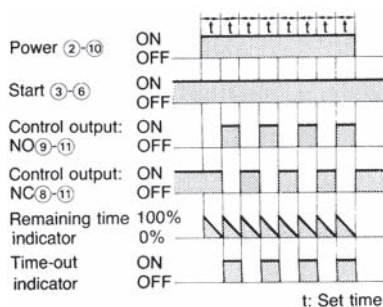 t t t t t t t t
Power ②-⑩ ON
OFF
Start ③-⑥ ON
OFF
Control output: ON
NO⑨-⑪ OFF
Control output: ON
NC⑧-⑪ OFF
Remaining time 100%
indicator 0%
Time-out ON
indicator OFF
t: Set time